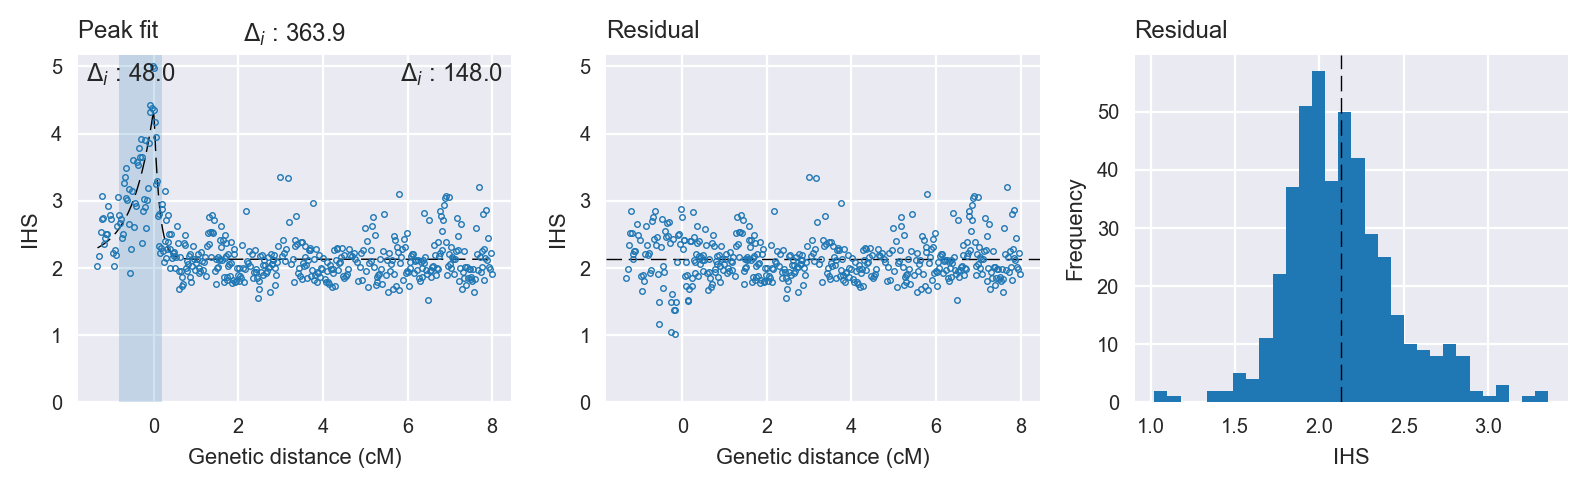 Peak fit
Δi : 363.9
Δi : 48.0
Δi : 148.0
5
4
3
2
1
0
IHS
0 2 4 6 8
Genetic distance (cM)
Residual
5
4
3
2
1
0
IHS
0 2 4 6 8
Genetic distance (cM)
Residual
50
40
30
20
10
0
Frequency
1.0 1.5 2.0 2.5 3.0
IHS